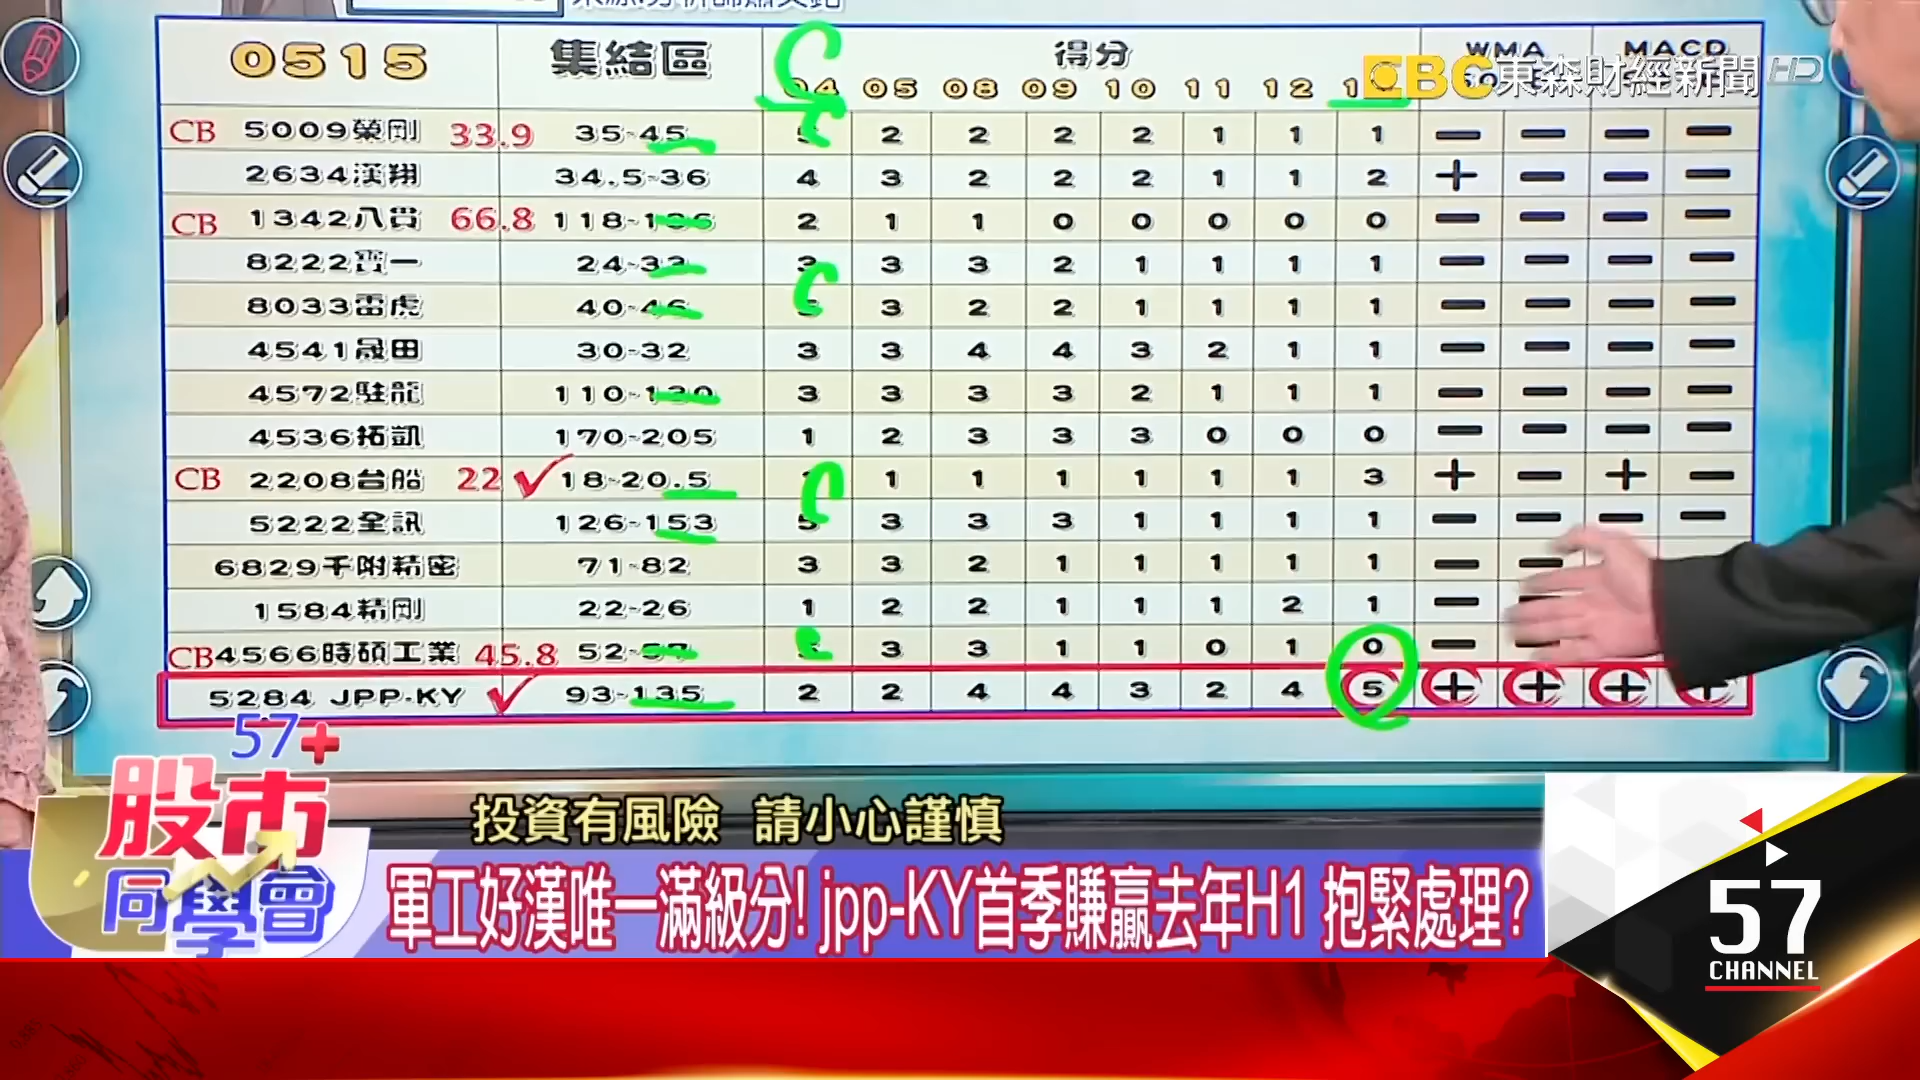 0515 集結區 得分 WMA MACD
04 05 08 09 10 11 12
EBC 東森財經新聞 HD
CB 5009榮剛 33.9 35-45 5 2 2 2 2 1 1 1 － － － －
2634漢翔 34.5-36 4 3 2 2 2 1 1 2 ＋ － － －
CB 1342八貫 66.8 118-136 2 1 1 0 0 0 0 0 － － － －
8222寶一 24-33 3 3 3 2 1 1 1 1 － － － －
8033雷虎 40-46 3 2 2 1 1 1 1 － － － －
4541晟田 30-32 3 3 4 4 3 2 1 1 － － － －
4572駐龍 110-130 3 3 3 3 2 1 1 1 － － － －
4536拓凱 170-205 1 2 3 3 3 0 0 0 － － － －
CB 2208台船 22 ✓ 18-20.5 1 1 1 1 1 1 3 ＋ － ＋ －
5222全訊 126-153 5 3 3 3 1 1 1 1 － － － －
6829千附精密 71-82 3 3 2 1 1 1 1 1 － －
1584精剛 22-26 1 2 2 1 1 1 2 1 － －
CB4566時碩工業 45.8 52-57 3 3 1 1 0 1 0 －
5284 JPP-KY ✓ 93-135 2 2 4 4 3 2 4 5 ＋ ＋ ＋ ＋
57+
股市
同學會
投資有風險 請小心謹慎
軍工好漢唯一滿級分! jpp-KY首季賺贏去年H1 抱緊處理?
57
CHANNEL